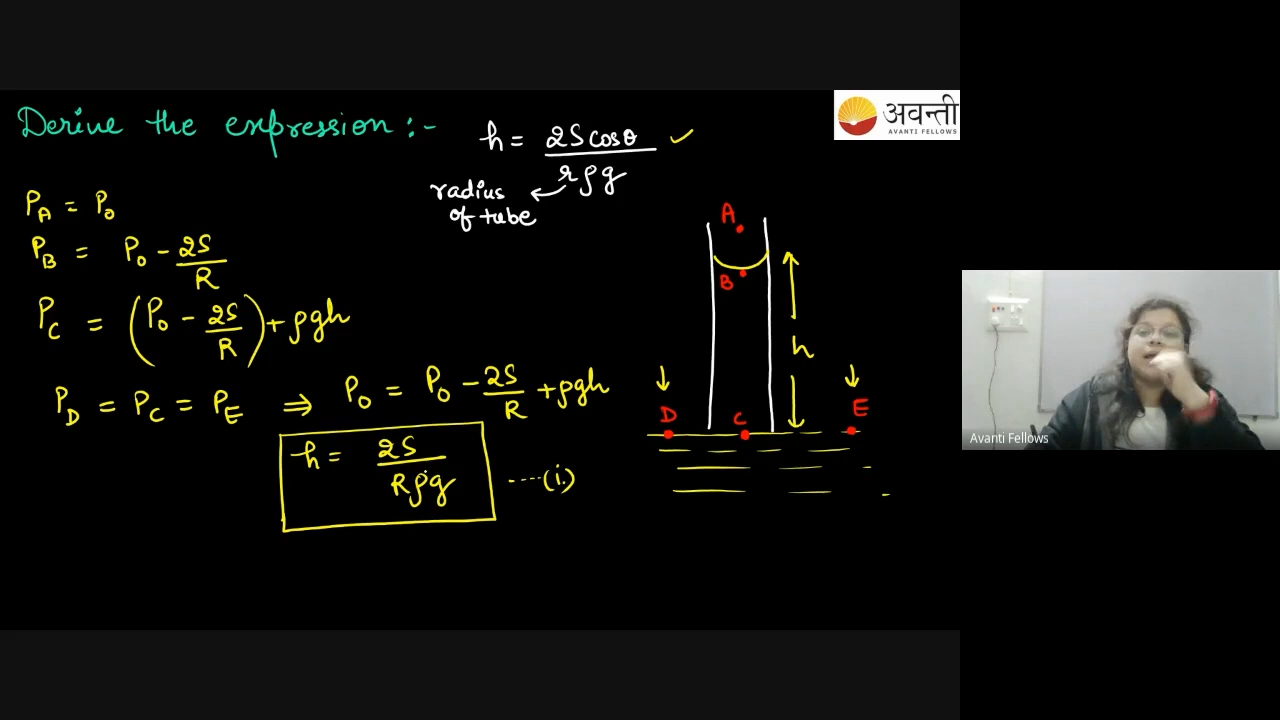 Derive the expression :-
h = 2S cosθ / rρg ✓
radius of tube
अवन्ती
AVANTI FELLOWS
P_A = P_0
P_B = P_0 - 2S/R
P_C = (P_0 - 2S/R) + ρgh
P_D = P_C = P_E ⇒ P_0 = P_0 - 2S/R + ρgh
h = 2S / Rρg ....(i.)
A
B
h
D
C
E
Avanti Fellows